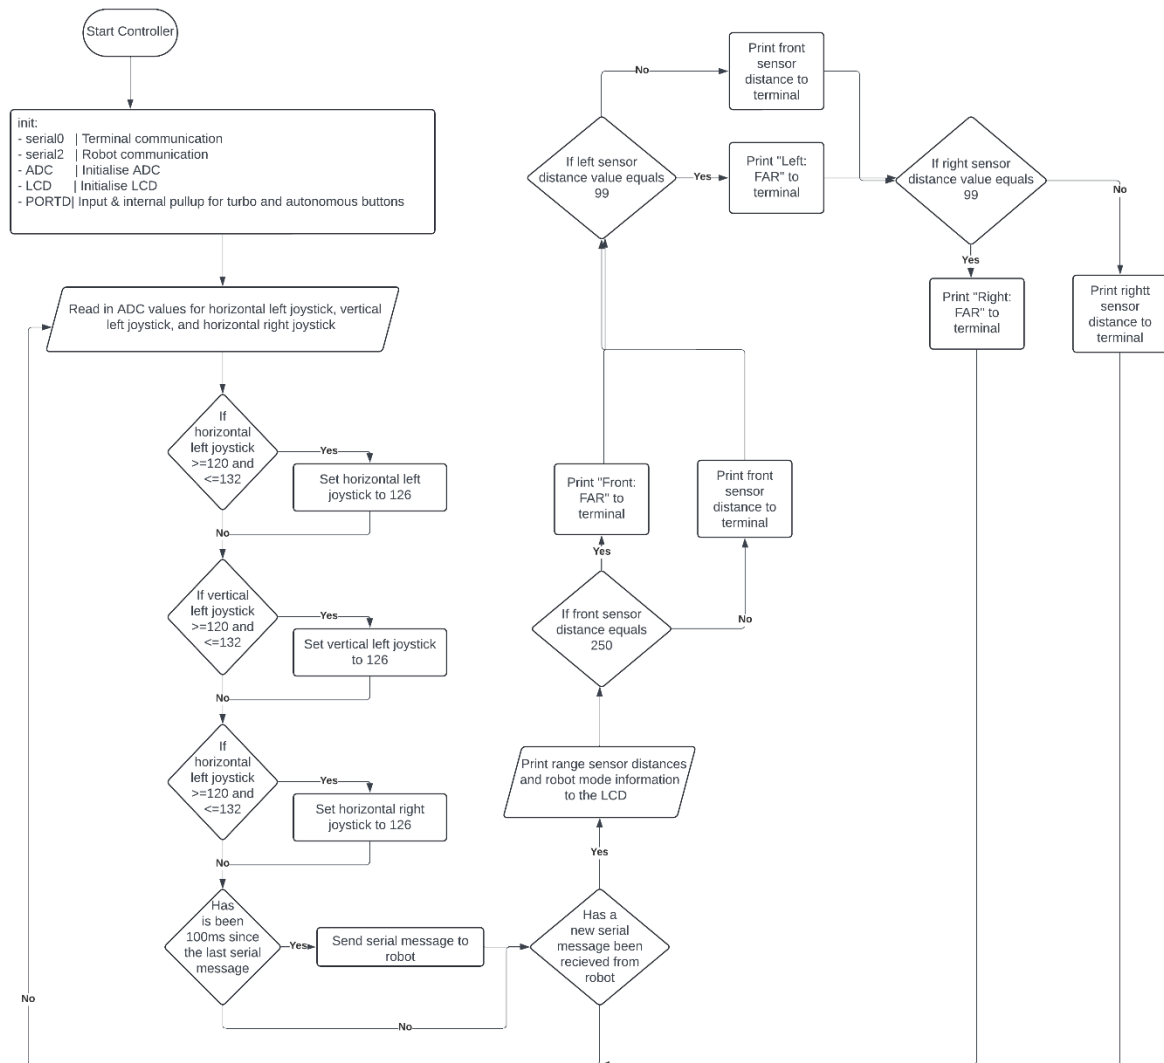 Start Controller
init:
- serial0 | Terminal communication
- serial2 | Robot communication
- ADC | Initialise ADC
- LCD | Initialise LCD
- PORTD| Input & internal pullup for turbo and autonomous buttons
Read in ADC values for horizontal left joystick, vertical
left joystick, and horizontal right joystick
If
horizontal
left joystick
>=120 and
<=132
Yes
Set horizontal left
joystick to 126
No
If vertical
left joystick
>=120 and
<=132
Yes
Set vertical left joystick
to 126
No
If
horizontal
left joystick
>=120 and
<=132
Yes
Set horizontal right
joystick to 126
No
Has
is been
100ms since
the last serial
message
Yes
Send serial message to
robot
No
Has a
new serial
message been
recieved from
robot
No
Yes
Print range sensor distances
and robot mode information
to the LCD
If front sensor
distance equals
250
Yes
Print "Front:
FAR" to
terminal
No
Print front
sensor
distance to
terminal
If left sensor
distance value equals
99
No
Print front
sensor
distance to
terminal
Yes
Print "Left:
FAR" to
terminal
If right sensor
distance value equals
99
Yes
Print "Right:
FAR" to
terminal
No
Print rightt
sensor
distance to
terminal